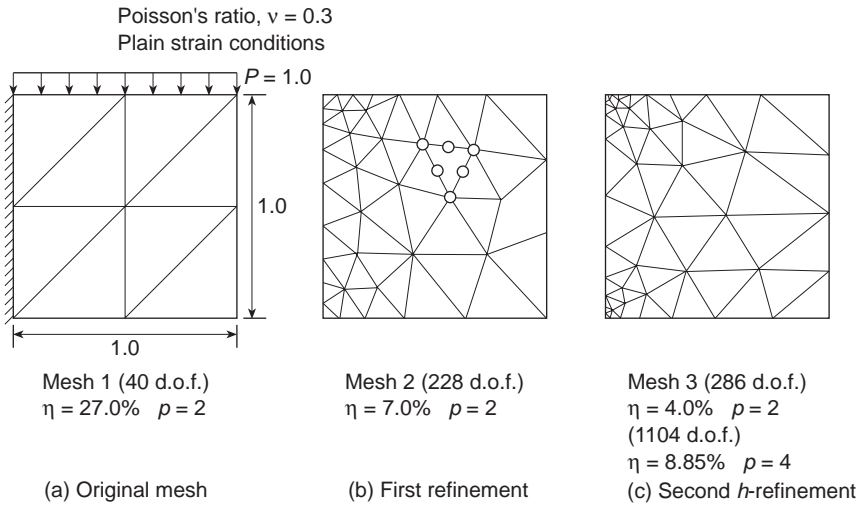 Poisson's ratio, ν = 0.3
Plain strain conditions
P = 1.0
1.0
1.0
Mesh 1 (40 d.o.f.)
η = 27.0% p = 2
(a) Original mesh
Mesh 2 (228 d.o.f.)
η = 7.0% p = 2
(b) First refinement
Mesh 3 (286 d.o.f.)
η = 4.0% p = 2
(1104 d.o.f.)
η = 8.85% p = 4
(c) Second h-refinement